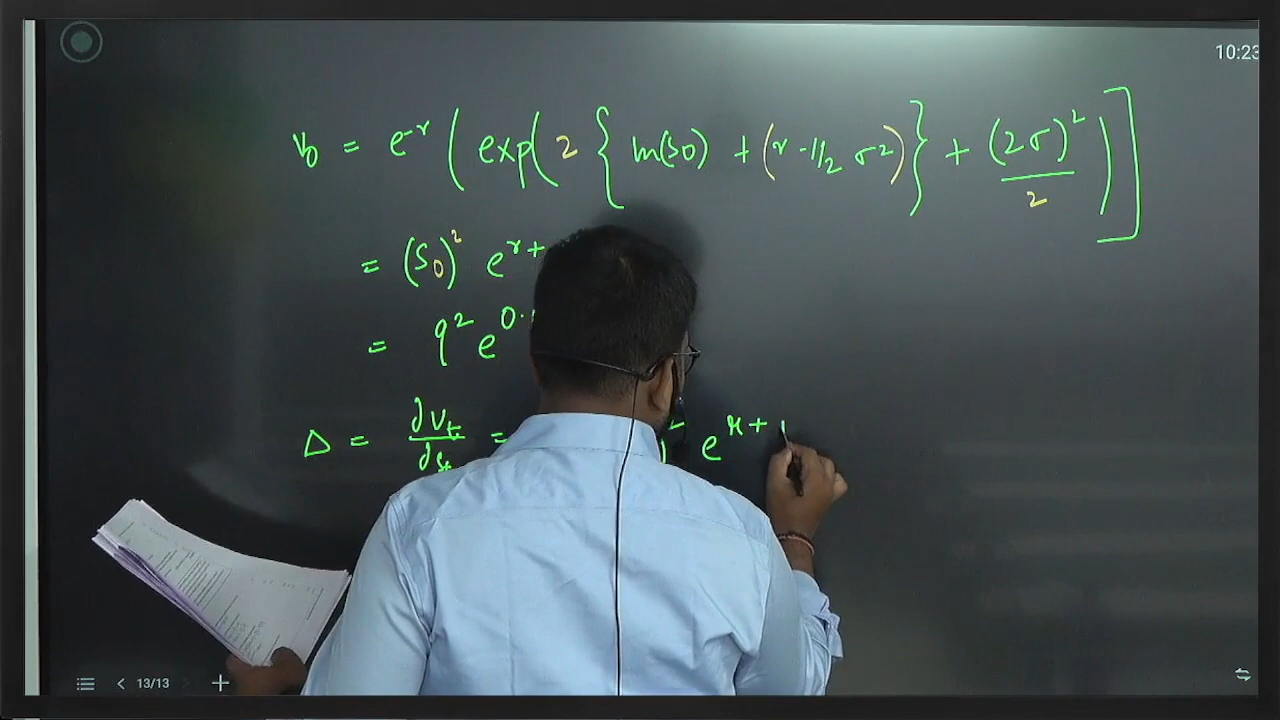 10:23
V0 = e^-r ( exp( 2 { ln(S0) + (r - 1/2 σ2) } + (2σ)^2 / 2 ) ]
= (S0)^2 e^r+
= 9^2 e^0.
Δ = ∂Vt / ∂St = e^r+
13/13